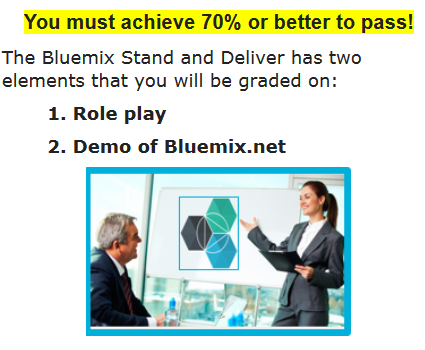 You must achieve 70% or better to pass!
The Bluemix Stand and Deliver has two
elements that you will be graded on:
1. Role play
2. Demo of Bluemix.net